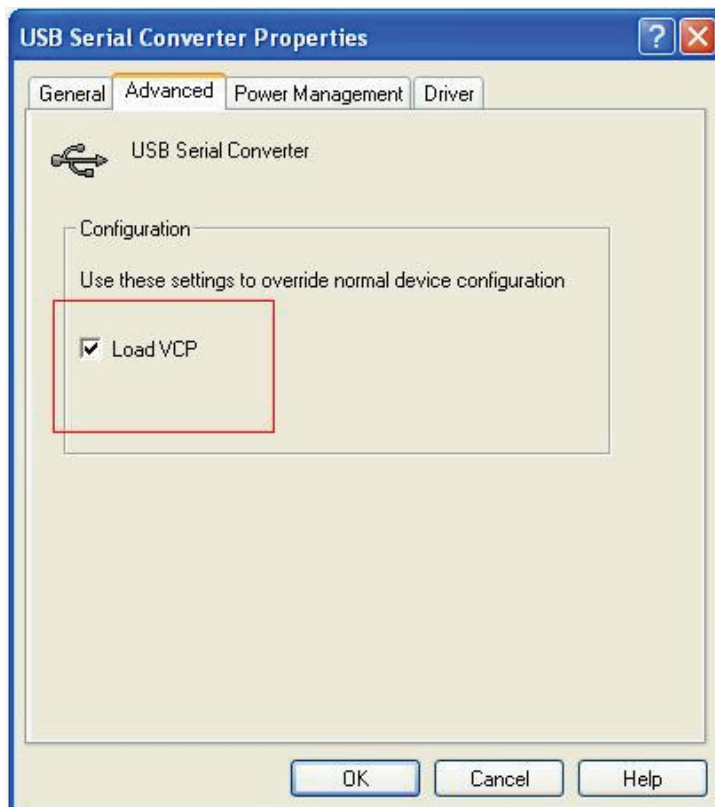 USB Serial Converter Properties
General Advanced Power Management Driver
USB Serial Converter
Configuration
Use these settings to override normal device configuration
Load VCP
OK Cancel Help